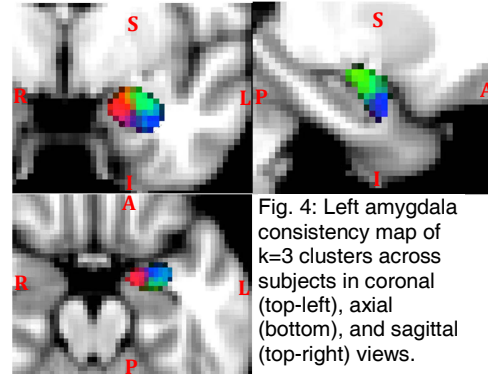 S
S
R
L
P
A
I
I
A
R
L
P
Fig. 4: Left amygdala
consistency map of
k=3 clusters across
subjects in coronal
(top-left), axial
(bottom), and sagittal
(top-right) views.